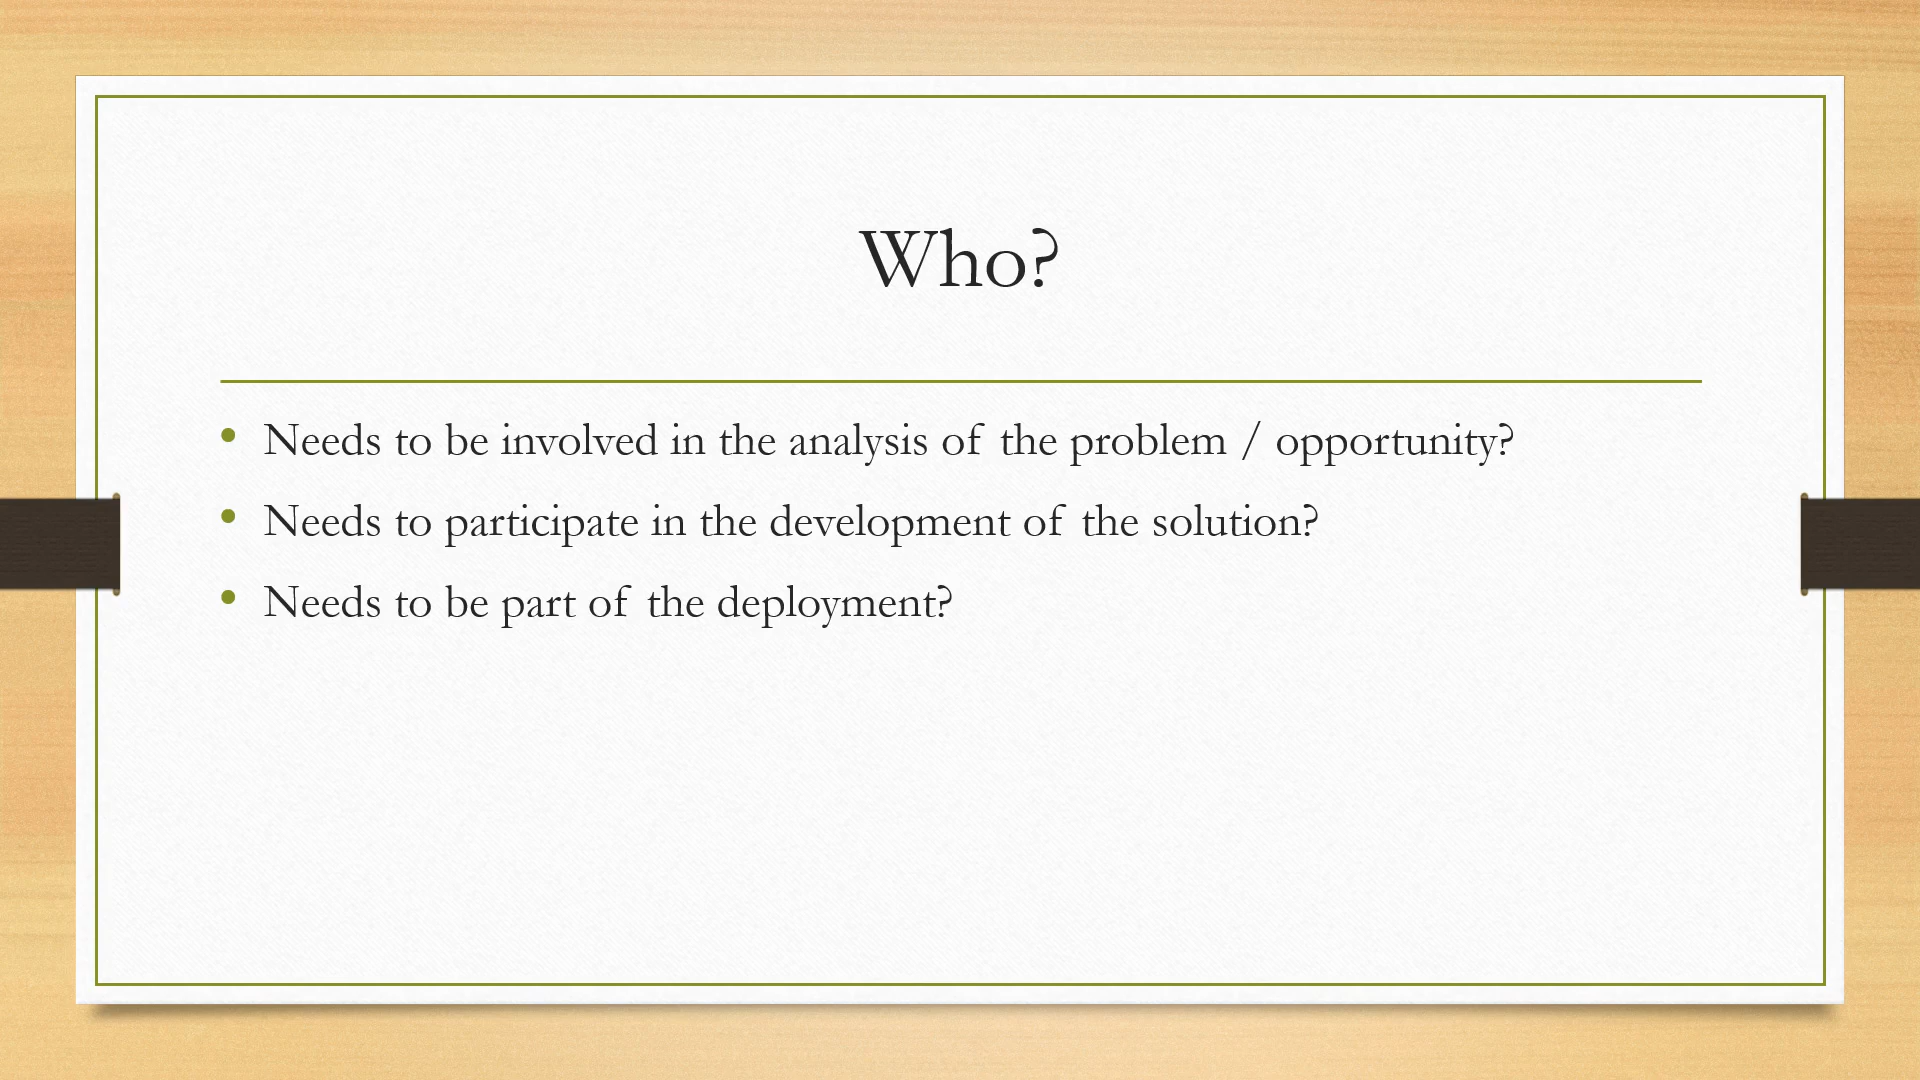 Who?
• Needs to be involved in the analysis of the problem / opportunity?
• Needs to participate in the development of the solution?
• Needs to be part of the deployment?